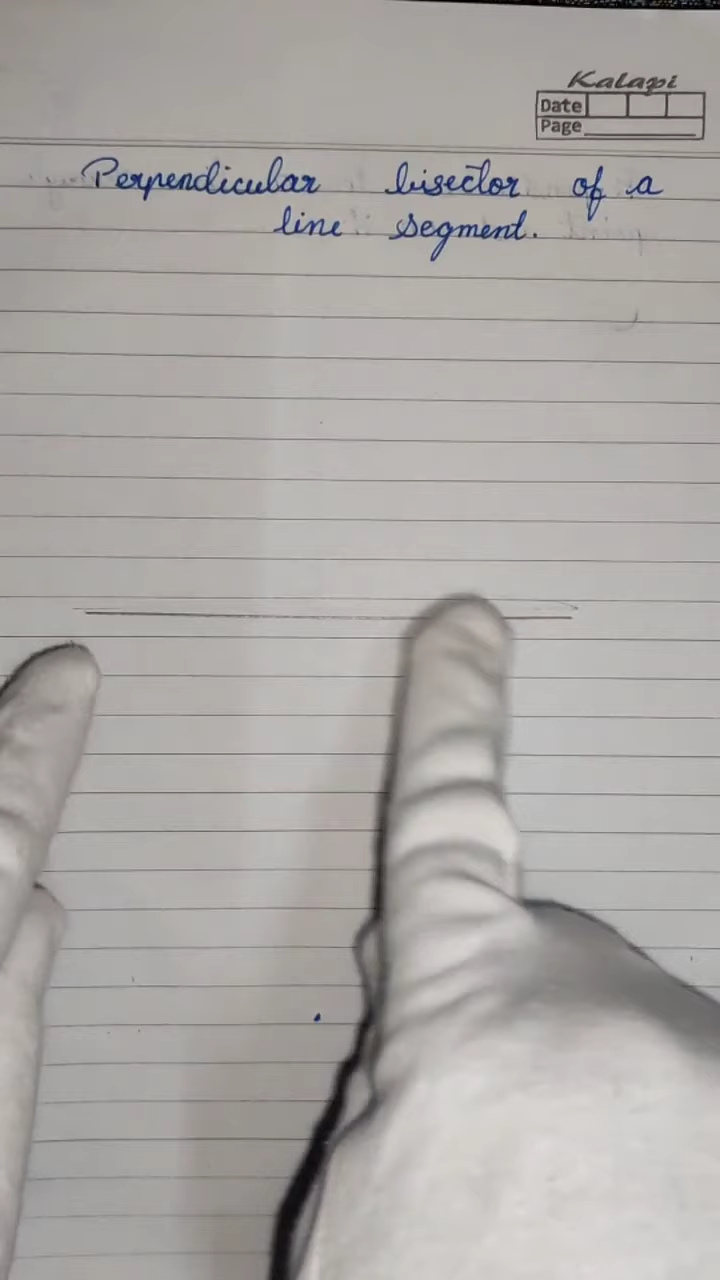 Kalapi
Date
Page
Perpendicular bisector of a
line segment.